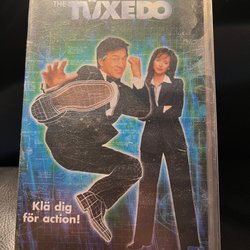 THE
TUXEDO
Klä dig
för action!